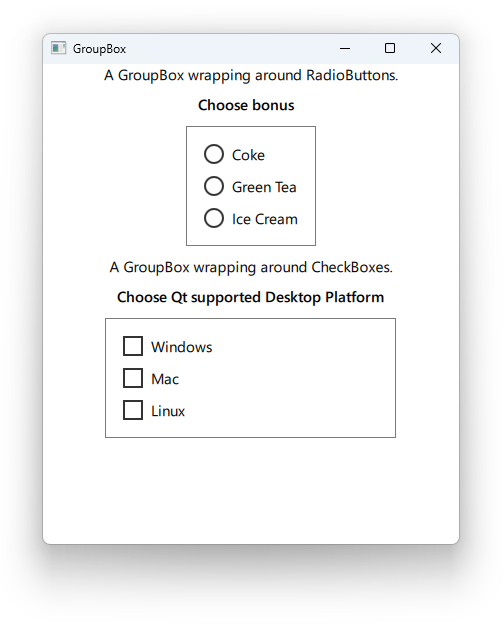 GroupBox
A GroupBox wrapping around RadioButtons.
Choose bonus
Coke
Green Tea
Ice Cream
A GroupBox wrapping around CheckBoxes.
Choose Qt supported Desktop Platform
Windows
Mac
Linux